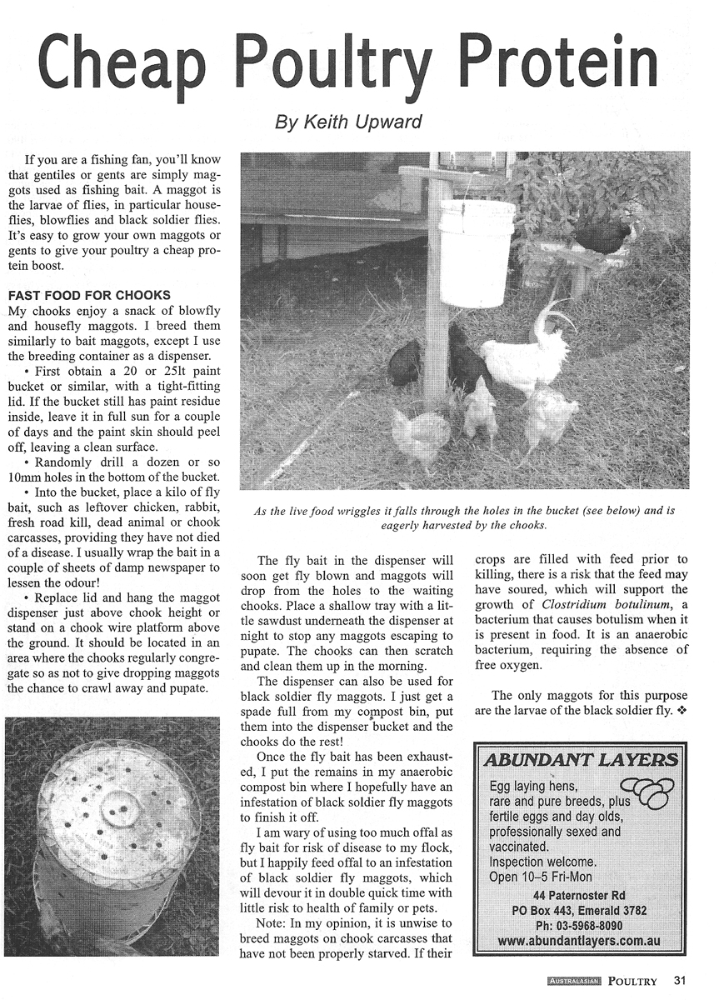 Cheap Poultry Protein
By Keith Upward
If you are a fishing fan, you'll know
that gentiles or gents are simply mag-
gots used as fishing bait. A maggot is
the larvae of flies, in particular house-
flies, blowflies and black soldier flies.
It's easy to grow your own maggots or
gents to give your poultry a cheap pro-
tein boost.
FAST FOOD FOR CHOOKS
My chooks enjoy a snack of blowfly
and housefly maggots. I breed them
similarly to bait maggots, except I use
the breeding container as a dispenser.
• First obtain a 20 or 25lt paint
bucket or similar, with a tight-fitting
lid. If the bucket still has paint residue
inside, leave it in full sun for a couple
of days and the paint skin should peel
off, leaving a clean surface.
• Randomly drill a dozen or so
10mm holes in the bottom of the bucket.
• Into the bucket, place a kilo of fly
bait, such as leftover chicken, rabbit,
fresh road kill, dead animal or chook
carcasses, providing they have not died
of a disease. I usually wrap the bait in a
couple of sheets of damp newspaper to
lessen the odour!
• Replace lid and hang the maggot
dispenser just above chook height or
stand on a chook wire platform above
the ground. It should be located in an
area where the chooks regularly congre-
gate so as not to give dropping maggots
the chance to crawl away and pupate.
As the live food wriggles it falls through the holes in the bucket (see below) and is
eagerly harvested by the chooks.
The fly bait in the dispenser will
soon get fly blown and maggots will
drop from the holes to the waiting
chooks. Place a shallow tray with a lit-
tle sawdust underneath the dispenser at
night to stop any maggots escaping to
pupate. The chooks can then scratch
and clean them up in the morning.
The dispenser can also be used for
black soldier fly maggots. I just get a
spade full from my compost bin, put
them into the dispenser bucket and the
chooks do the rest!
Once the fly bait has been exhaust-
ed, I put the remains in my anaerobic
compost bin where I hopefully have an
infestation of black soldier fly maggots
to finish it off.
I am wary of using too much offal as
fly bait for risk of disease to my flock,
but I happily feed offal to an infestation
of black soldier fly maggots, which
will devour it in double quick time with
little risk to health of family or pets.
Note: In my opinion, it is unwise to
breed maggots on chook carcasses that
have not been properly starved. If their
crops are filled with feed prior to
killing, there is a risk that the feed may
have soured, which will support the
growth of Clostridium botulinum, a
bacterium that causes botulism when it
is present in food. It is an anaerobic
bacterium, requiring the absence of
free oxygen.
The only maggots for this purpose
are the larvae of the black soldier fly. ❖
ABUNDANT LAYERS
Egg laying hens,
rare and pure breeds, plus
fertile eggs and day olds,
professionally sexed and
vaccinated.
Inspection welcome.
Open 10–5 Fri-Mon
44 Paternoster Rd
PO Box 443, Emerald 3782
Ph: 03-5968-8090
www.abundantlayers.com.au
AUSTRALASIAN POULTRY 31